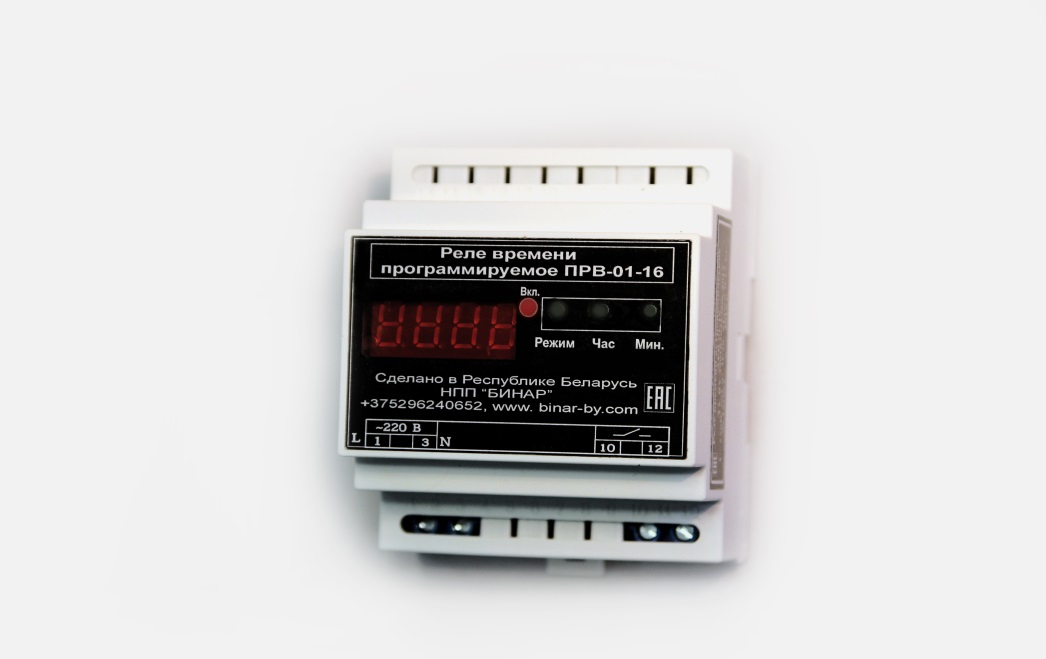 Реле времени
программируемое ПРВ-01-16
Вкл.
Режим Час Мин.
Сделано в Республике Беларусь
НПП “БИНАР”
+375296240652, www. binar-by.com
EAC
~220 В
L 1 3 N
10 12